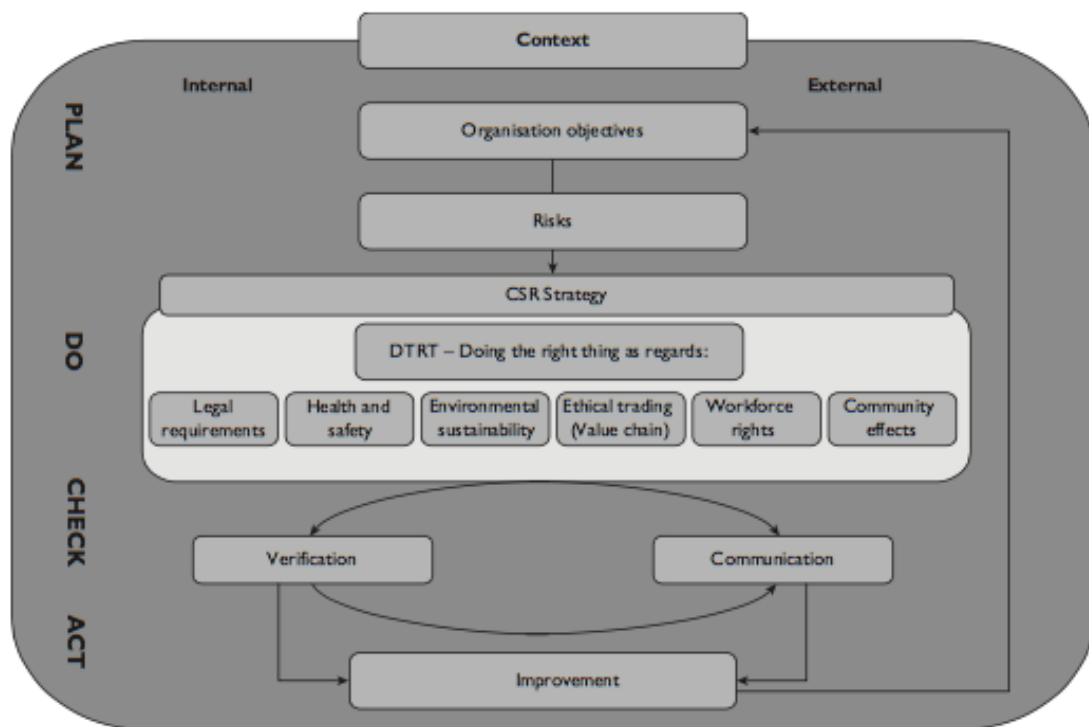 Context
Internal
External
PLAN
Organisation objectives
Risks
CSR Strategy
DO
DTRT – Doing the right thing as regards:
Legal
requirements
Health and
safety
Environmental
sustainability
Ethical trading
(Value chain)
Workforce
rights
Community
effects
CHECK
Verification
Communication
ACT
Improvement